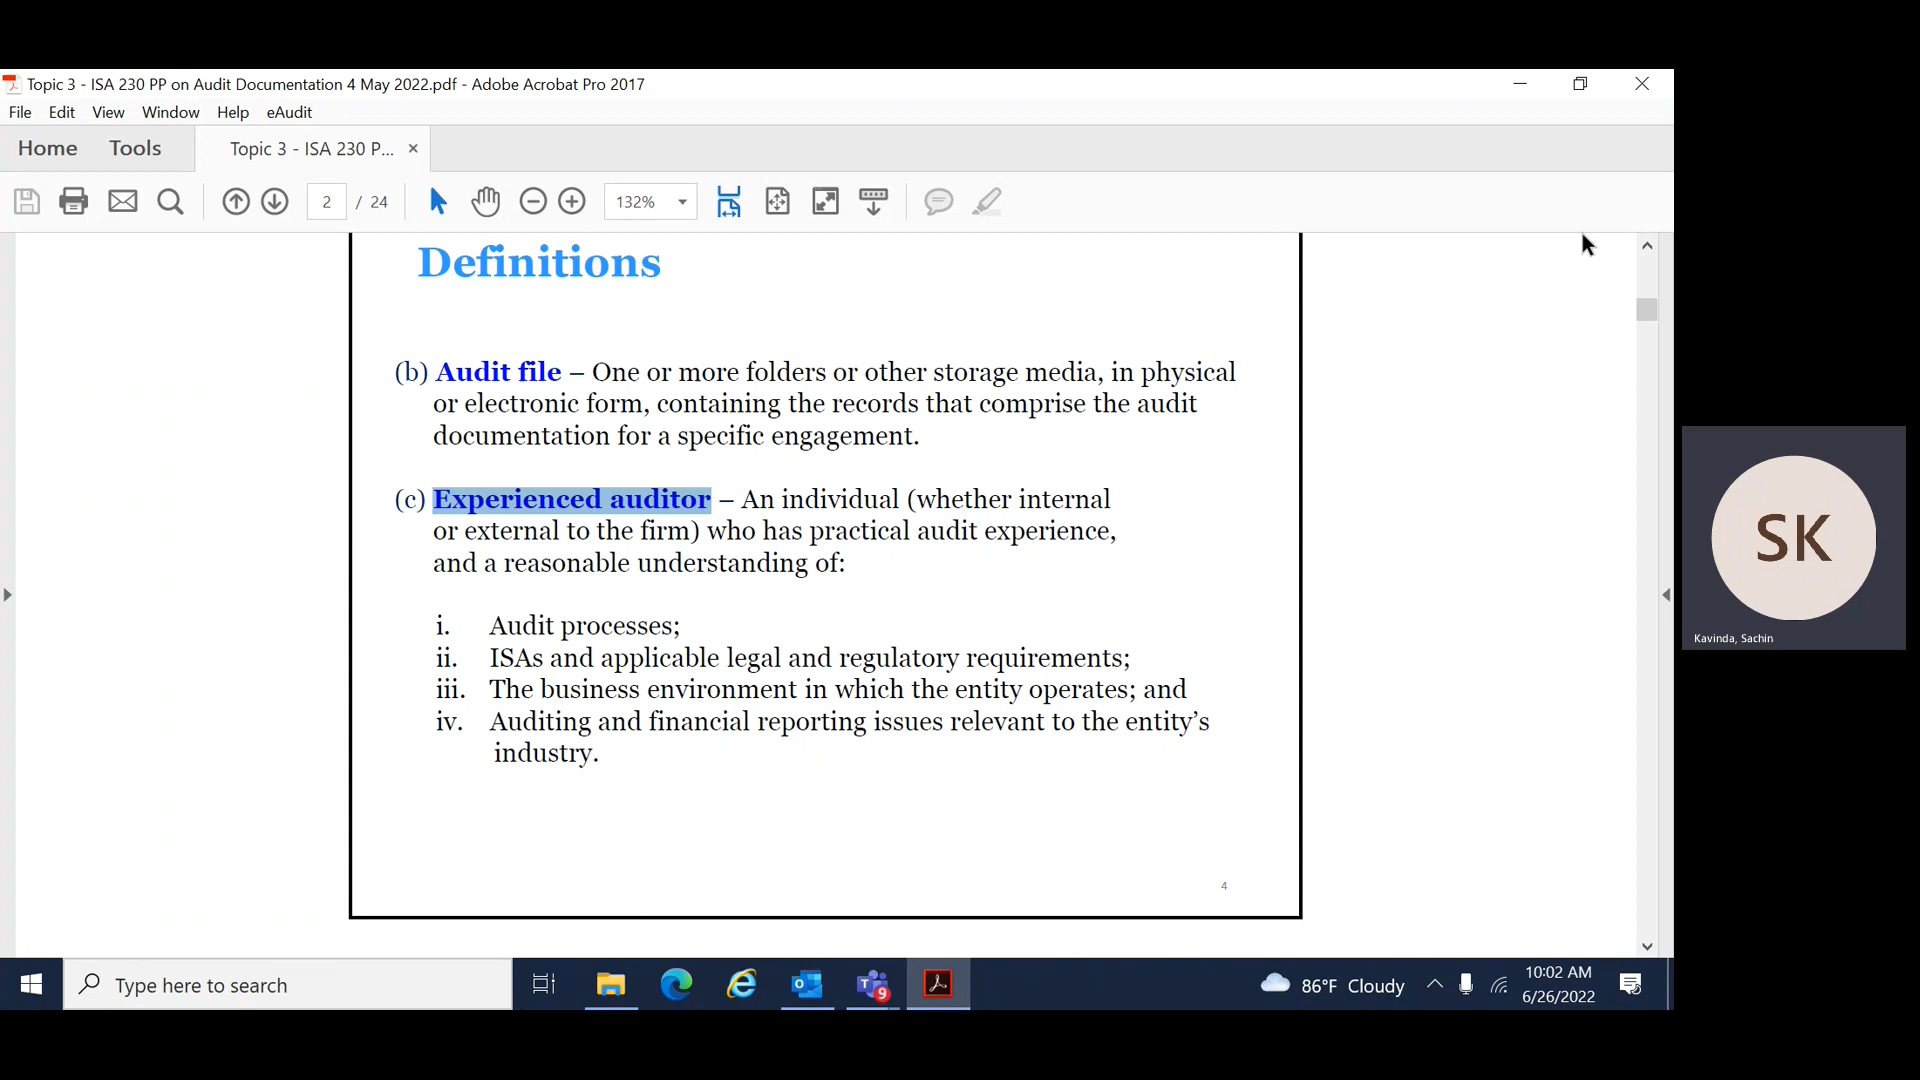 Topic 3 - ISA 230 PP on Audit Documentation 4 May 2022.pdf - Adobe Acrobat Pro 2017
File Edit View Window Help eAudit
Home Tools Topic 3 - ISA 230 P... ×
2 / 24 132%
Definitions
(b) Audit file – One or more folders or other storage media, in physical
or electronic form, containing the records that comprise the audit
documentation for a specific engagement.
(c) Experienced auditor – An individual (whether internal
or external to the firm) who has practical audit experience,
and a reasonable understanding of:
i. Audit processes;
ii. ISAs and applicable legal and regulatory requirements;
iii. The business environment in which the entity operates; and
iv. Auditing and financial reporting issues relevant to the entity’s
industry.
4
SK
Kavinda, Sachin
Type here to search
9
86°F Cloudy
10:02 AM
6/26/2022